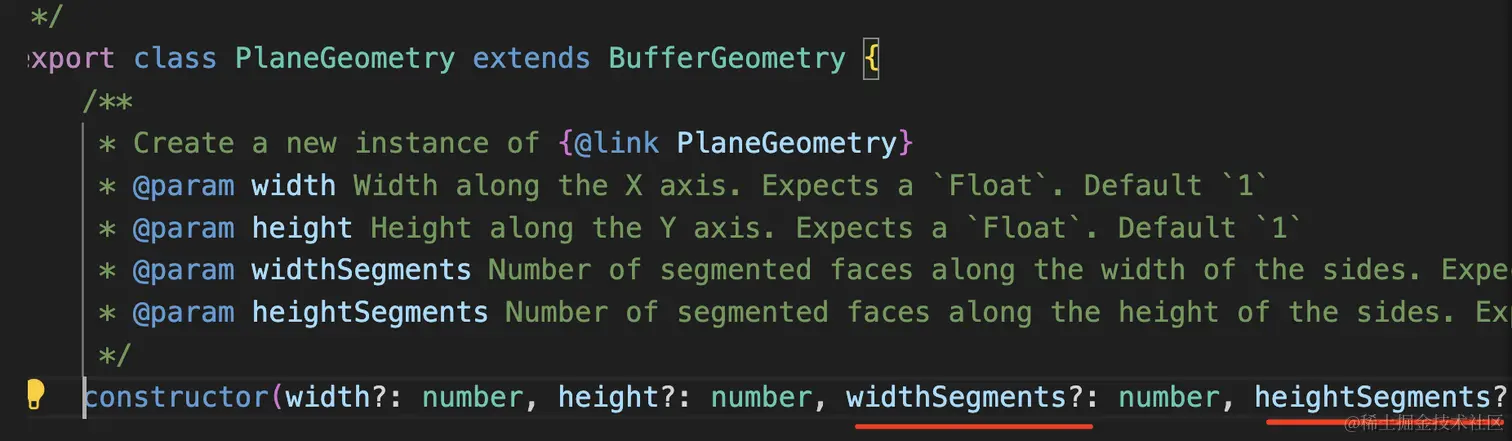 */
export class PlaneGeometry extends BufferGeometry {
/**
* Create a new instance of {@link PlaneGeometry}
* @param width Width along the X axis. Expects a `Float`. Default `1`
* @param height Height along the Y axis. Expects a `Float`. Default `1`
* @param widthSegments Number of segmented faces along the width of the sides. Expe
* @param heightSegments Number of segmented faces along the height of the sides. Ex
*/
constructor(width?: number, height?: number, widthSegments?: number, heightSegments?
@稀土掘金技术社区